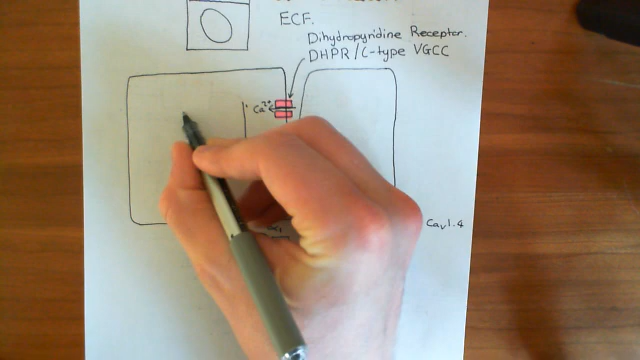 ECF.
Dihydropyridine Receptor.
DHPR/L-type VGCC
Ca²⁺
Cav1.4